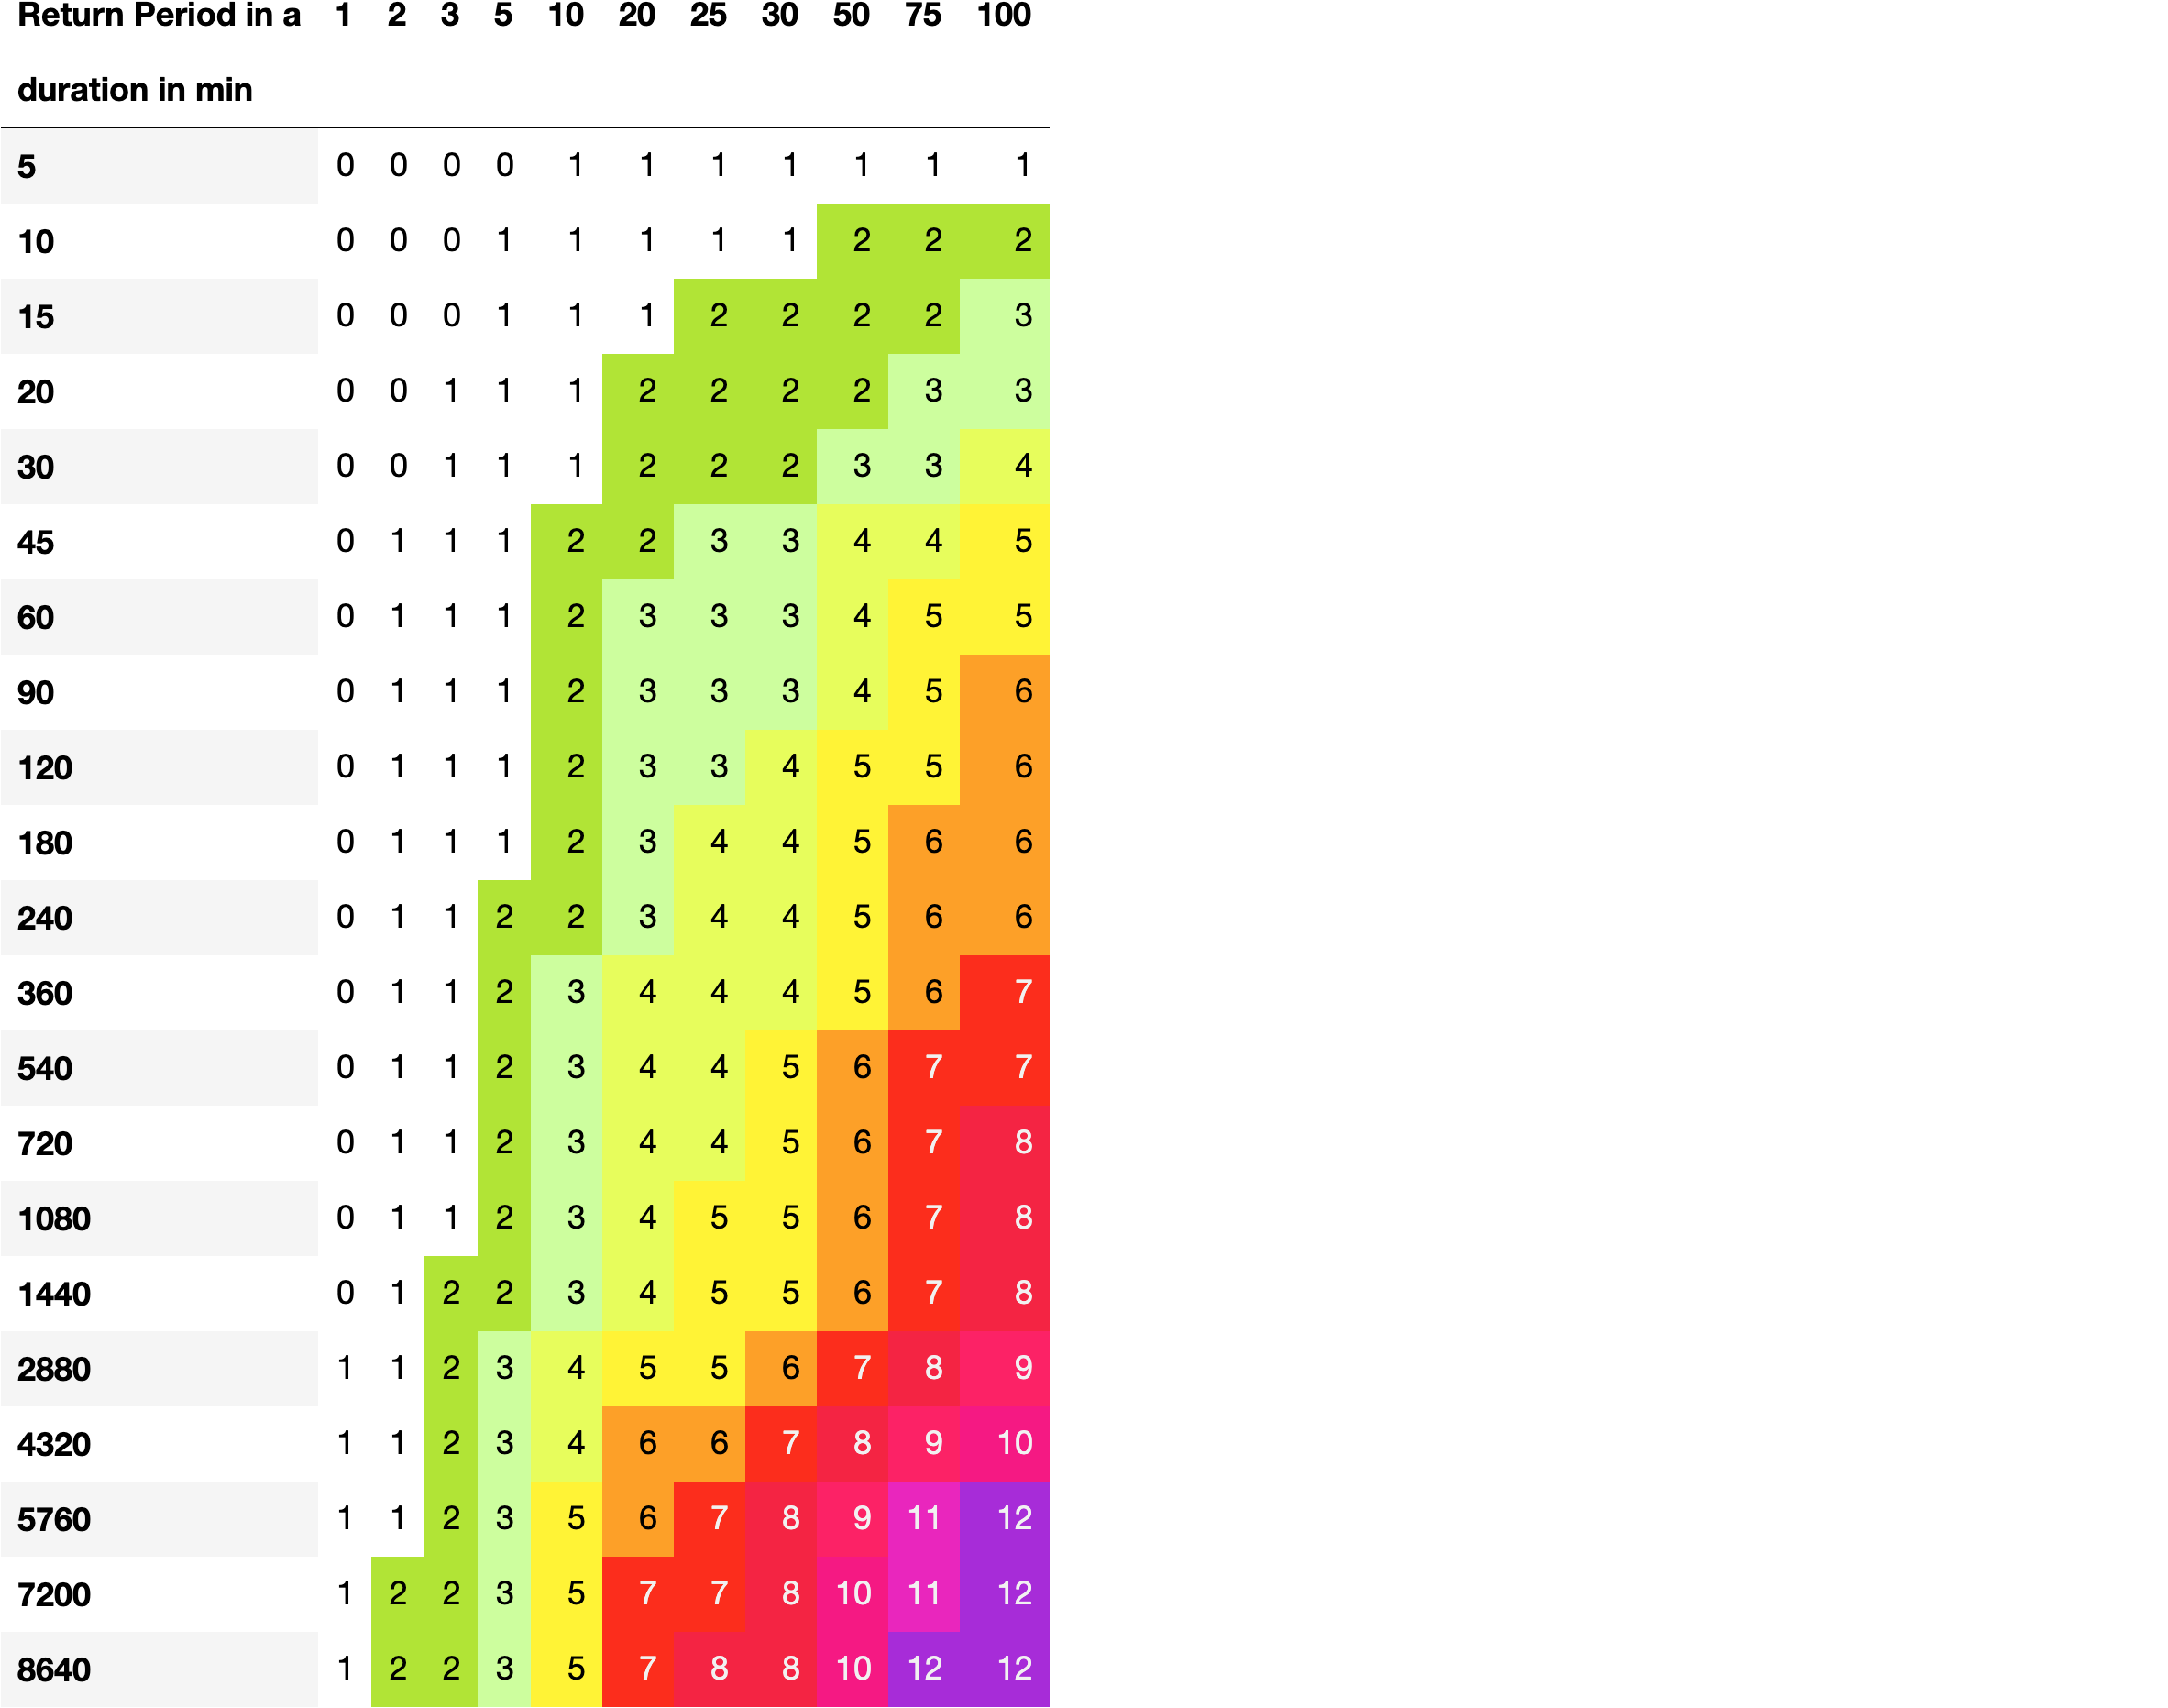 Return Period in a 1 2 3 5 10 20 25 30 50 75 100
duration in min
5 0 0 0 0 1 1 1 1 1 1 1
10 0 0 0 1 1 1 1 1 2 2 2
15 0 0 0 1 1 1 2 2 2 2 3
20 0 0 1 1 1 2 2 2 2 3 3
30 0 0 1 1 1 2 2 2 3 3 4
45 0 1 1 1 2 2 3 3 4 4 5
60 0 1 1 1 2 3 3 3 4 5 5
90 0 1 1 1 2 3 3 3 4 5 6
120 0 1 1 1 2 3 3 4 5 5 6
180 0 1 1 1 2 3 4 4 5 6 6
240 0 1 1 2 2 3 4 4 5 6 6
360 0 1 1 2 3 4 4 4 5 6 7
540 0 1 1 2 3 4 4 5 6 7 7
720 0 1 1 2 3 4 4 5 6 7 8
1080 0 1 1 2 3 4 5 5 6 7 8
1440 0 1 2 2 3 4 5 5 6 7 8
2880 1 1 2 3 4 5 5 6 7 8 9
4320 1 1 2 3 4 6 6 7 8 9 10
5760 1 1 2 3 5 6 7 8 9 11 12
7200 1 2 2 3 5 7 7 8 10 11 12
8640 1 2 2 3 5 7 8 8 10 12 12